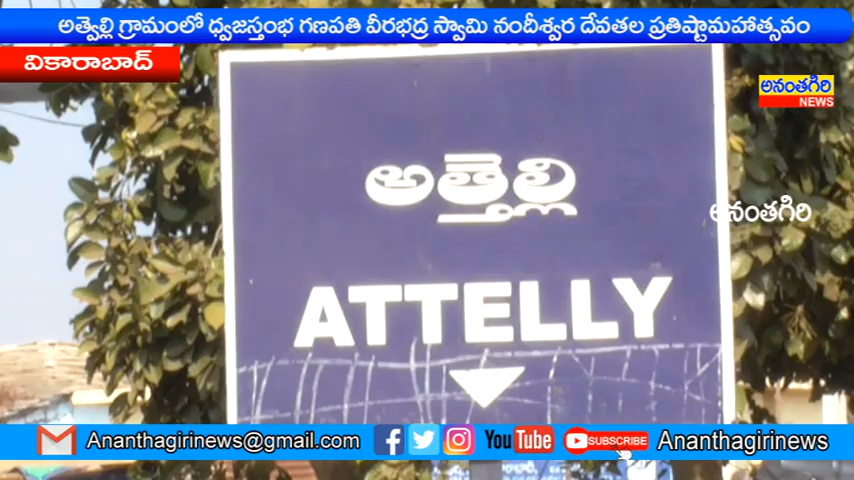 అత్వెల్లి గ్రామంలో ధ్వజస్తంభ గణపతి వీరభద్ర స్వామి నందీశ్వర దేవతల ప్రతిష్టామహాత్సవం
వికారాబాద్
అనంతగిరి
NEWS
అత్తెల్లి
అనంతగిరి
ATTELLY
Ananthagirinews@gmail.com YouTube SUBSCRIBE Ananthagirinews